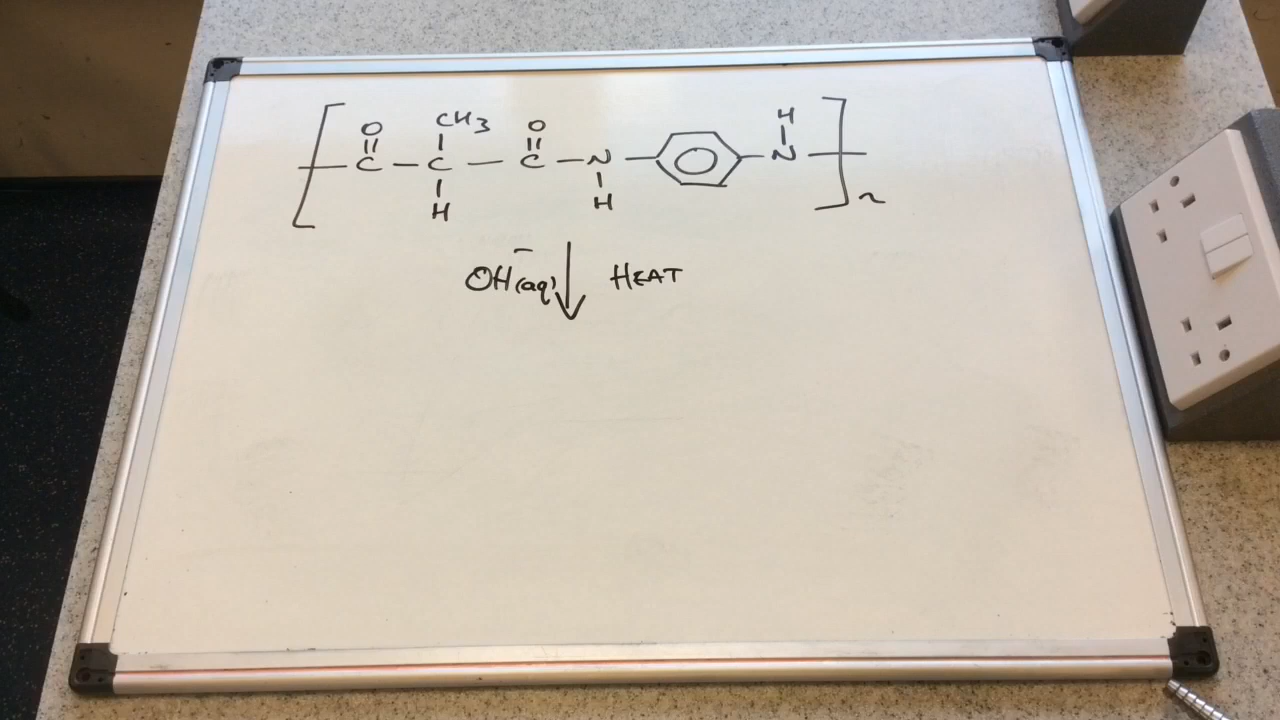 H
CH3
O O
[ C – C – C – N – – N ]n
H H
OH⁻(aq) HEAT